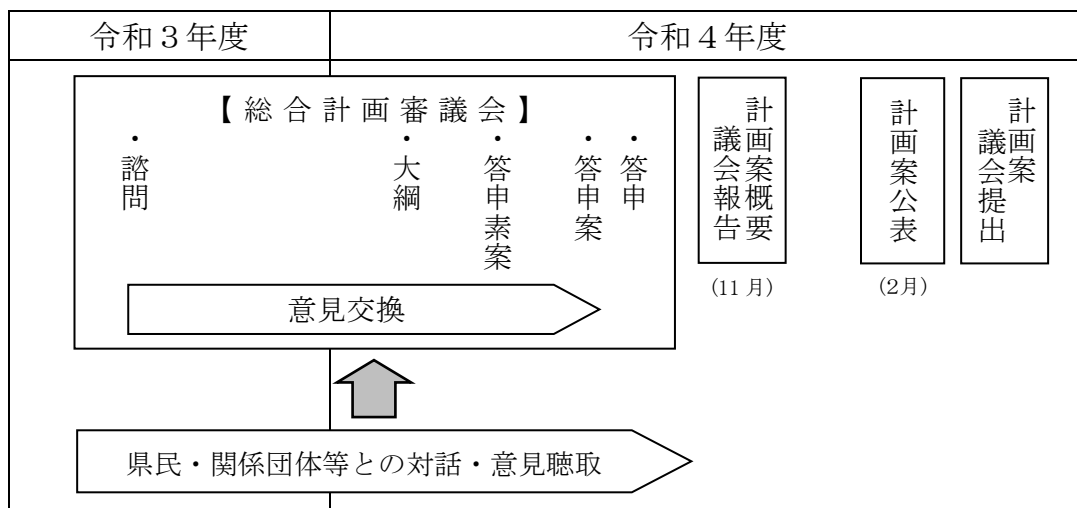 令和３年度
令和４年度
【総合計画審議会】
・諮問
・大綱
・答申素案
・答申案
・答申
意見交換
計画案概要
議会報告
(11月)
計画案公表
(2月)
計画案
議会提出
県民・関係団体等との対話・意見聴取